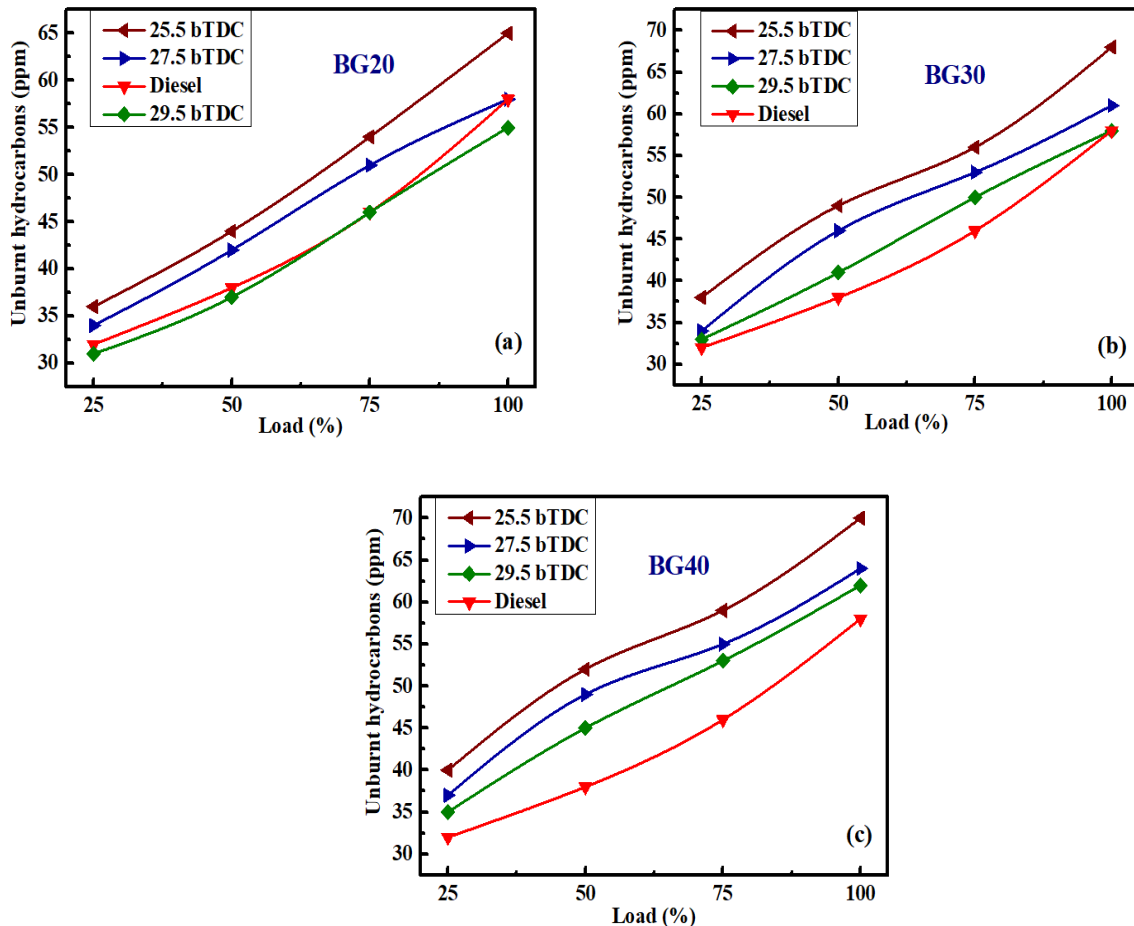 Unburnt hydrocarbons (ppm)
65
60
55
50
45
40
35
30
25.5 bTDC
27.5 bTDC
Diesel
29.5 bTDC
BG20
(a)
25 50 75 100
Load (%)
Unburnt hydrocarbons (ppm)
70
65
60
55
50
45
40
35
30
25.5 bTDC
27.5 bTDC
29.5 bTDC
Diesel
BG30
(b)
25 50 75 100
Load (%)
Unburnt hydrocarbons (ppm)
70
65
60
55
50
45
40
35
30
25.5 bTDC
27.5 bTDC
29.5 bTDC
Diesel
BG40
(c)
25 50 75 100
Load (%)